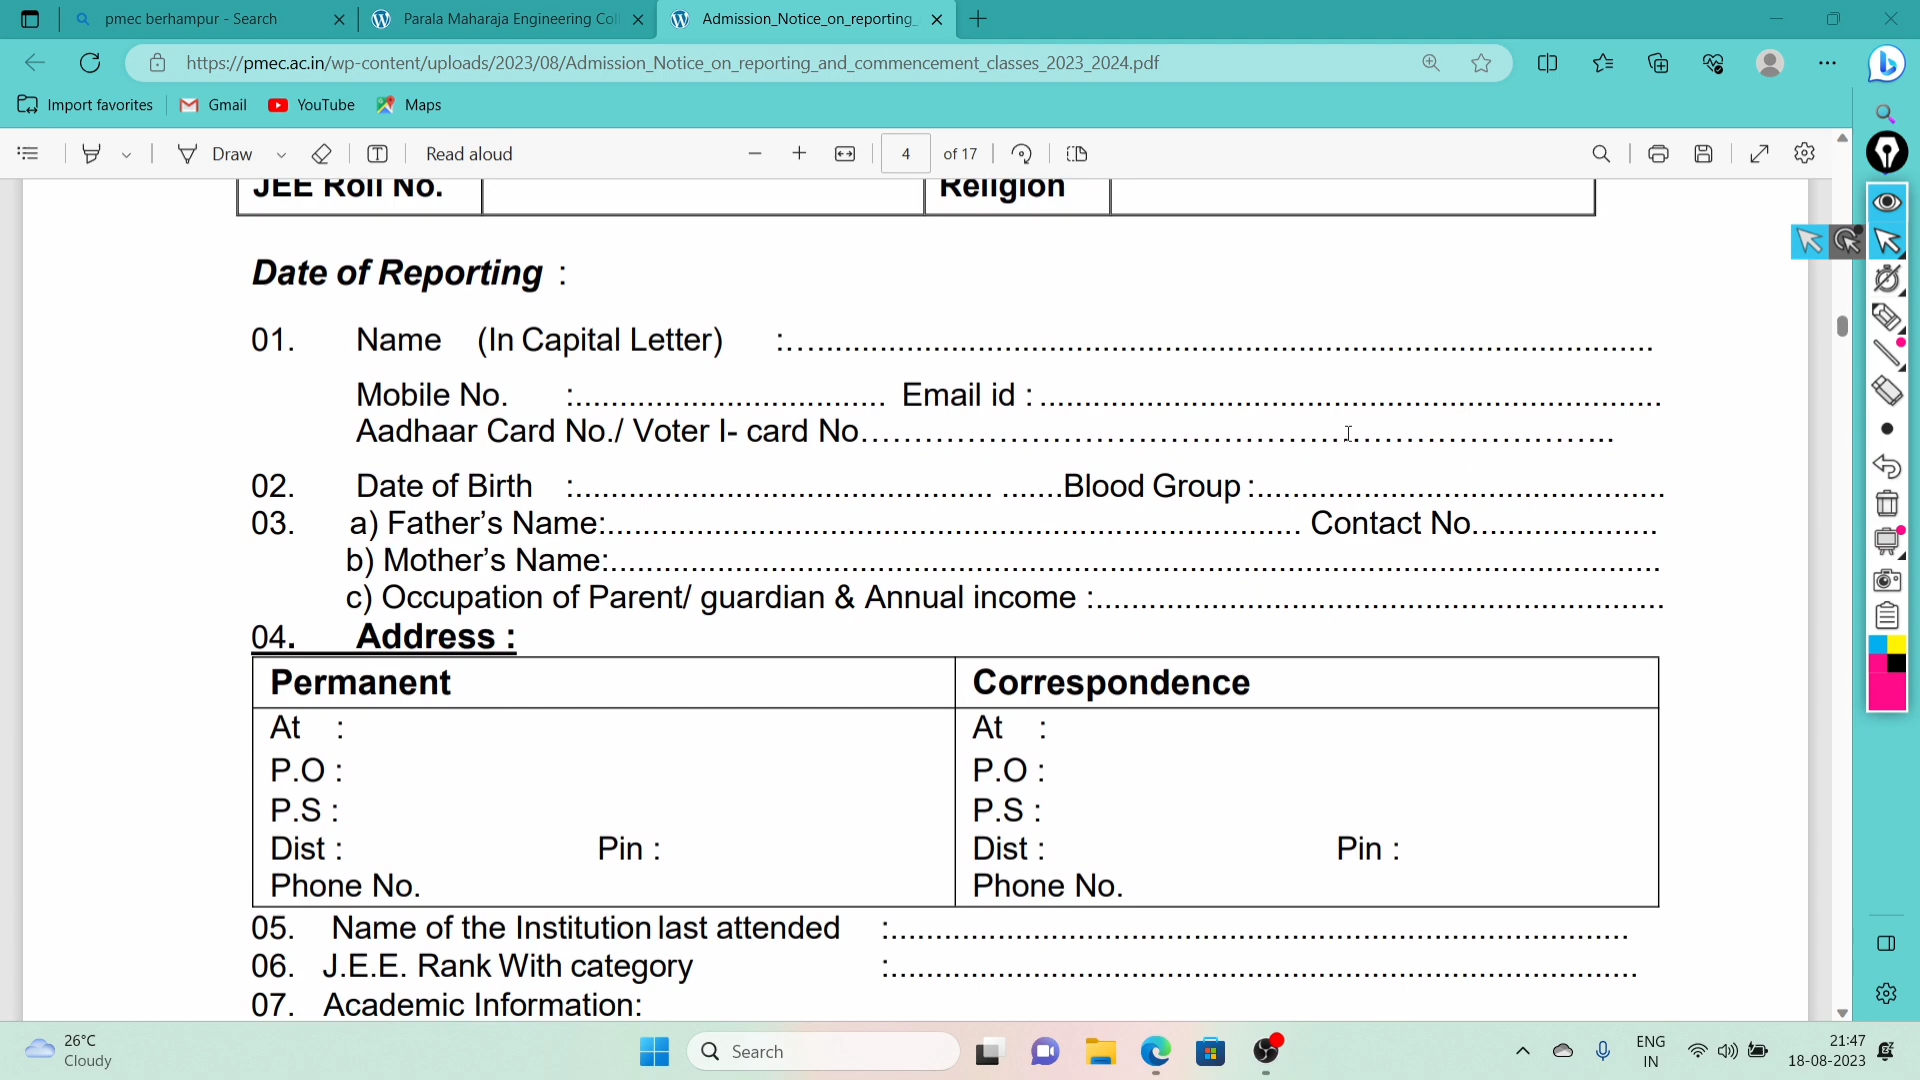 pmec berhampur - Search
Parala Maharaja Engineering Col
Admission_Notice_on_reporting_
https://pmec.ac.in/wp-content/uploads/2023/08/Admission_Notice_on_reporting_and_commencement_classes_2023_2024.pdf
Import favorites Gmail YouTube Maps
Draw Read aloud 4 of 17
JEE Roll No. Religion
Date of Reporting :
01. Name (In Capital Letter) :..........................................................................................
Mobile No. :................................... Email id :.....................................................................
Aadhaar Card No./ Voter I- card No..............................................................
02. Date of Birth :............................................... .......Blood Group :..............................................
03. a) Father's Name:.............................................................................. Contact No....................
b) Mother's Name:.....................................................................................................................
c) Occupation of Parent/ guardian & Annual income :................................................................
04. Address :
Permanent Correspondence
At : At :
P.O : P.O :
P.S : P.S :
Dist : Pin : Dist : Pin :
Phone No. Phone No.
05. Name of the Institution last attended :...................................................................................
06. J.E.E. Rank With category :....................................................................................
07. Academic Information:
26°C
Cloudy
Search
ENG
IN
21:47
18-08-2023